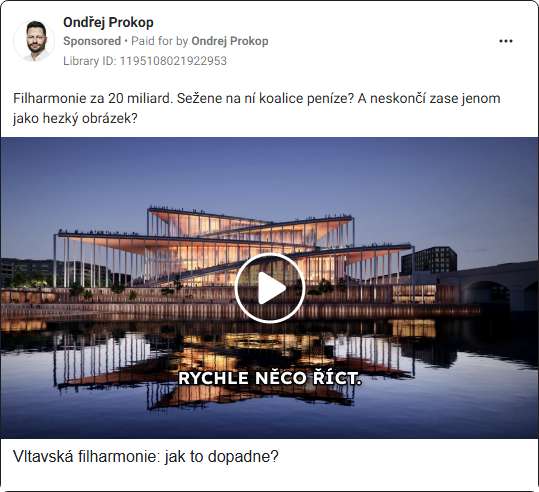 Ondřej Prokop
Sponsored • Paid for by Ondrej Prokop
Library ID: 1195108021922953
Filharmonie za 20 miliard. Sežene na ní koalice peníze? A neskončí zase jenom
jako hezký obrázek?
RYCHLE NĚCO ŘÍCT.
Vltavská filharmonie: jak to dopadne?